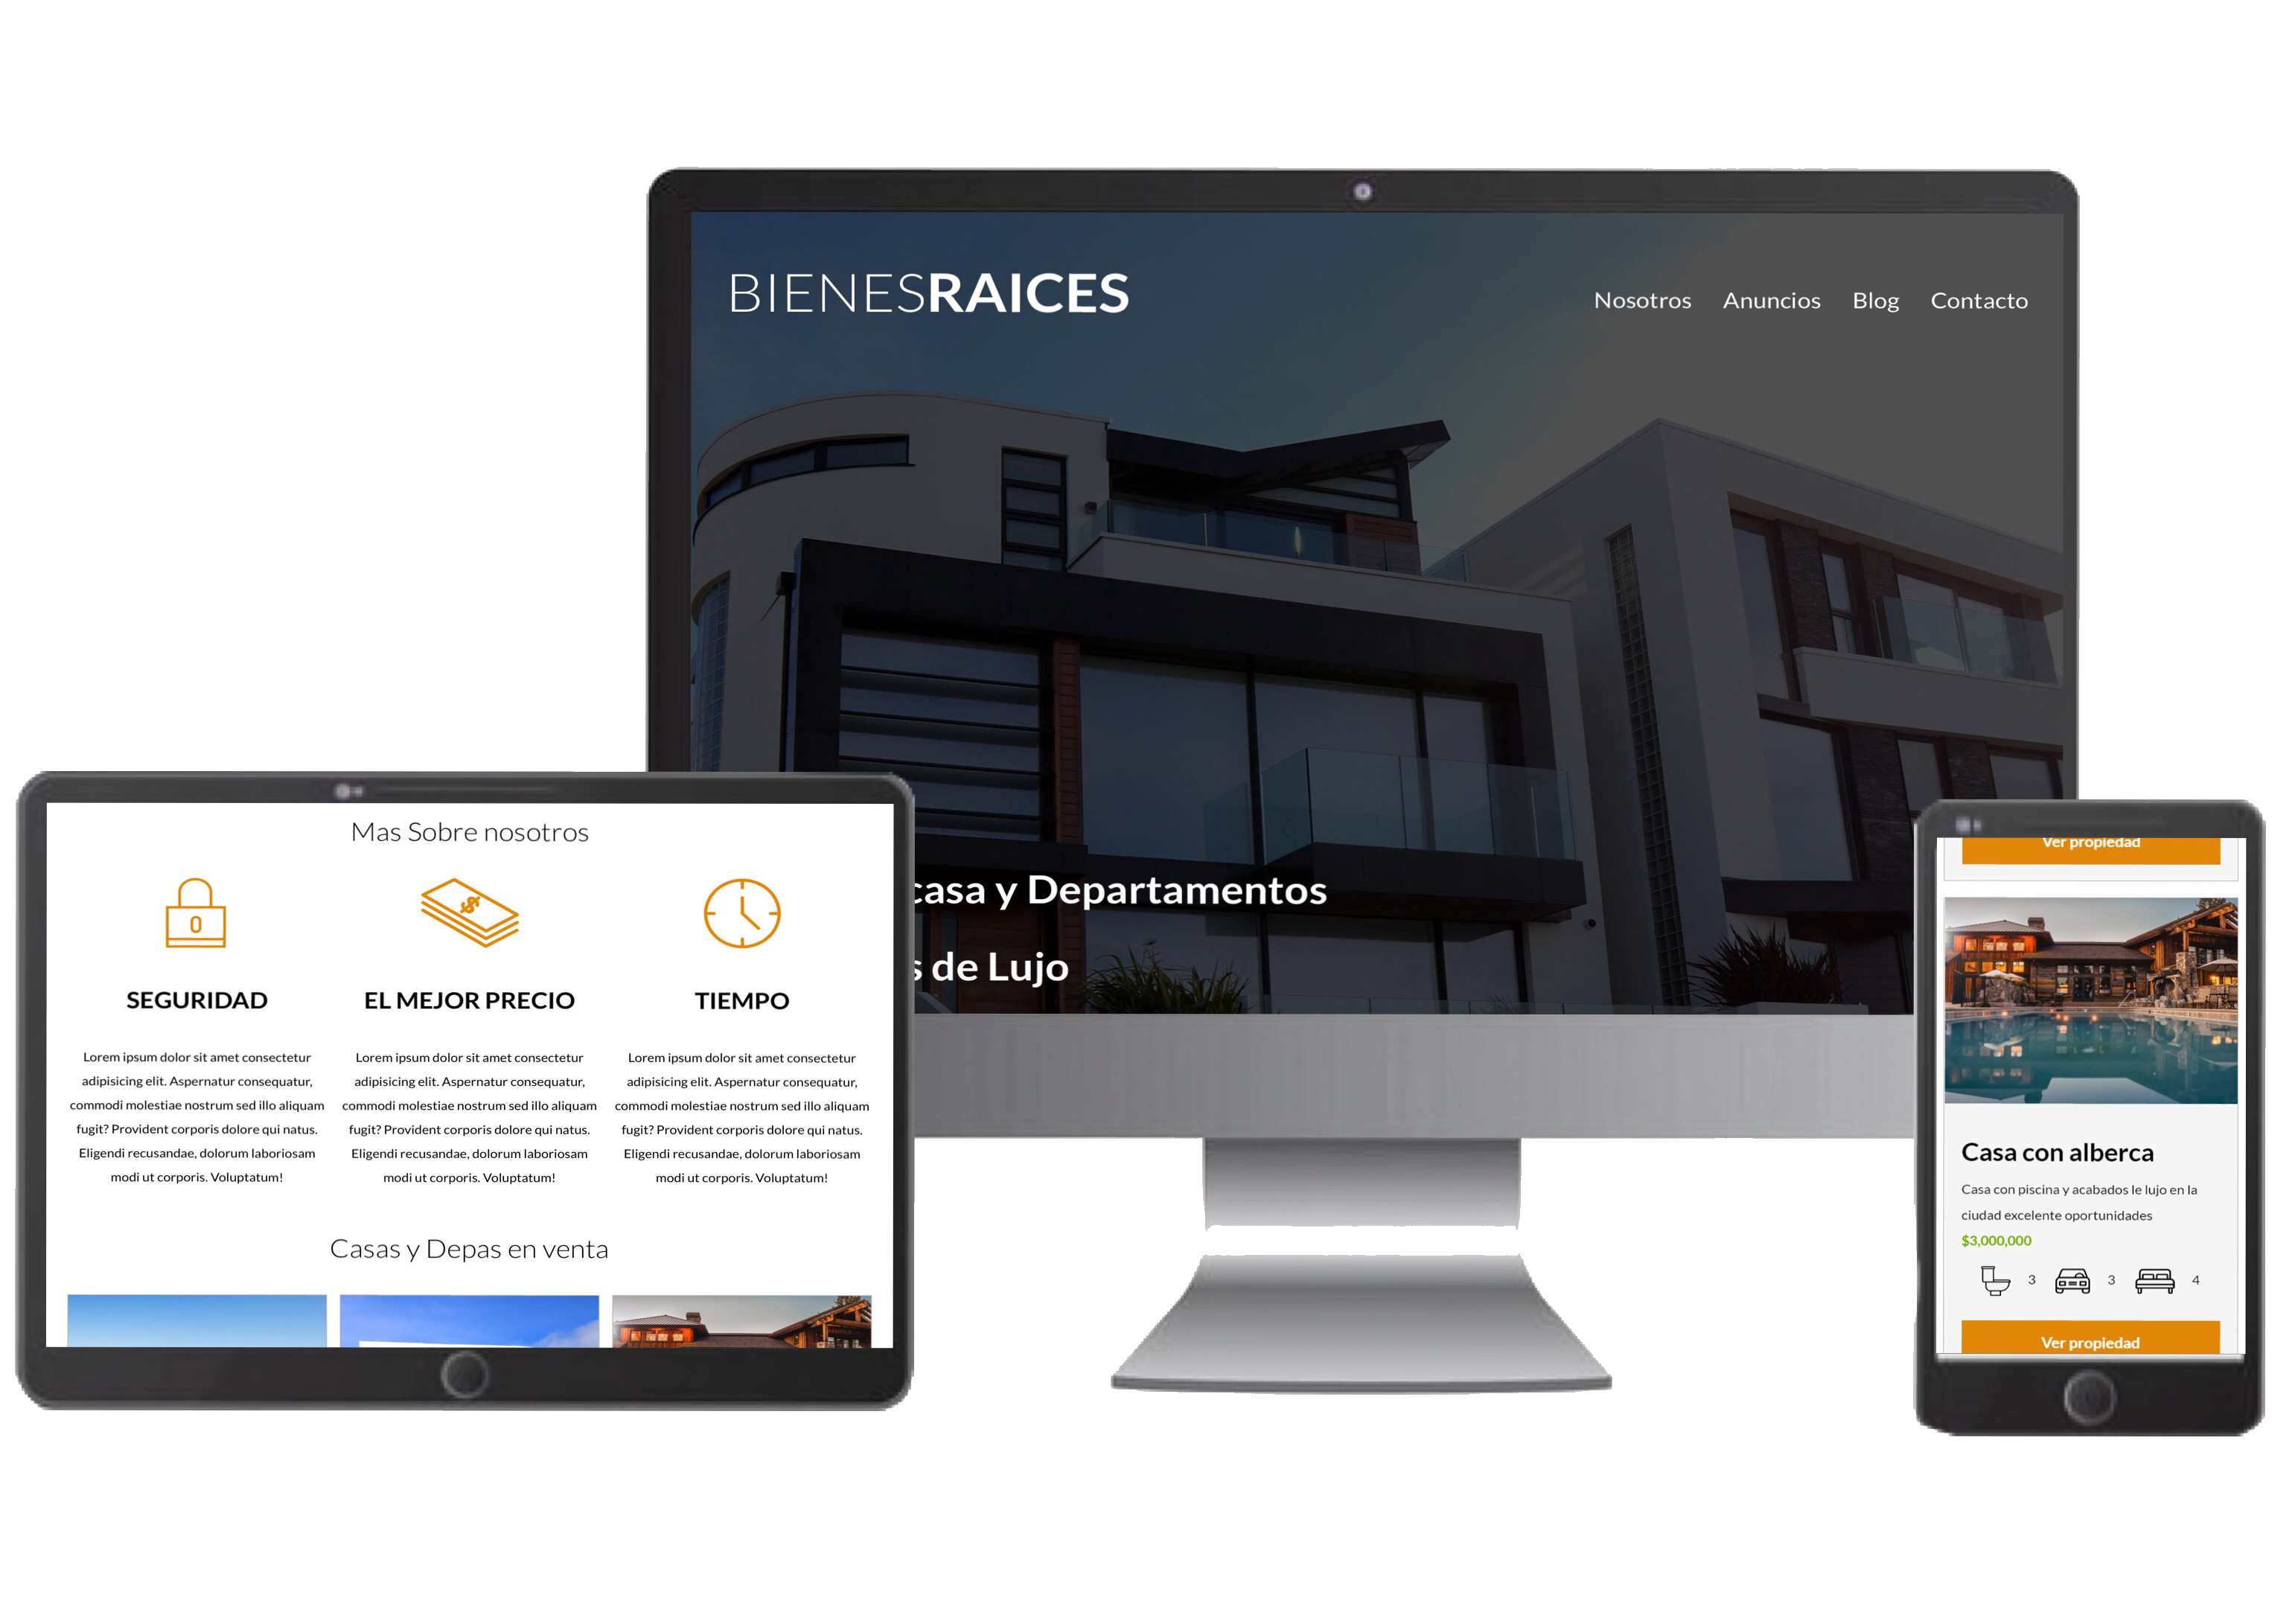 BIENESRAICES
Nosotros Anuncios Blog Contacto
casa y Departamentos
s de Lujo
Mas Sobre nosotros
SEGURIDAD
Lorem ipsum dolor sit amet consectetur
adipisicing elit. Aspernatur consequatur,
commodi molestiae nostrum sed illo aliquam
fugit? Provident corporis dolore qui natus.
Eligendi recusandae, dolorum laboriosam
modi ut corporis. Voluptatum!
EL MEJOR PRECIO
Lorem ipsum dolor sit amet consectetur
adipisicing elit. Aspernatur consequatur,
commodi molestiae nostrum sed illo aliquam
fugit? Provident corporis dolore qui natus.
Eligendi recusandae, dolorum laboriosam
modi ut corporis. Voluptatum!
TIEMPO
Lorem ipsum dolor sit amet consectetur
adipisicing elit. Aspernatur consequatur,
commodi molestiae nostrum sed illo aliquam
fugit? Provident corporis dolore qui natus.
Eligendi recusandae, dolorum laboriosam
modi ut corporis. Voluptatum!
Casas y Depas en venta
Ver propiedad
Casa con alberca
Casa con piscina y acabados le lujo en la
ciudad excelente oportunidades
$3,000,000
3 3 4
Ver propiedad